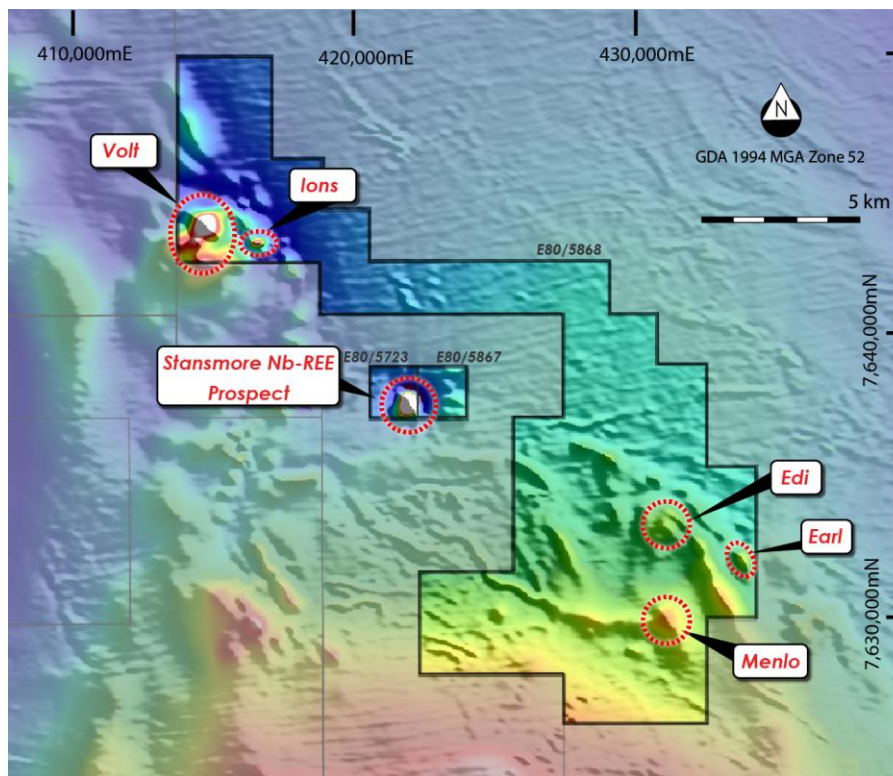 410,000mE
420,000mE
430,000mE
N
GDA 1994 MGA Zone 52
5 km
Volt
Ions
E80/5868
7,640,000mN
E80/5723
E80/5867
Stansmore Nb-REE
Prospect
Edi
Earl
7,630,000mN
Menlo